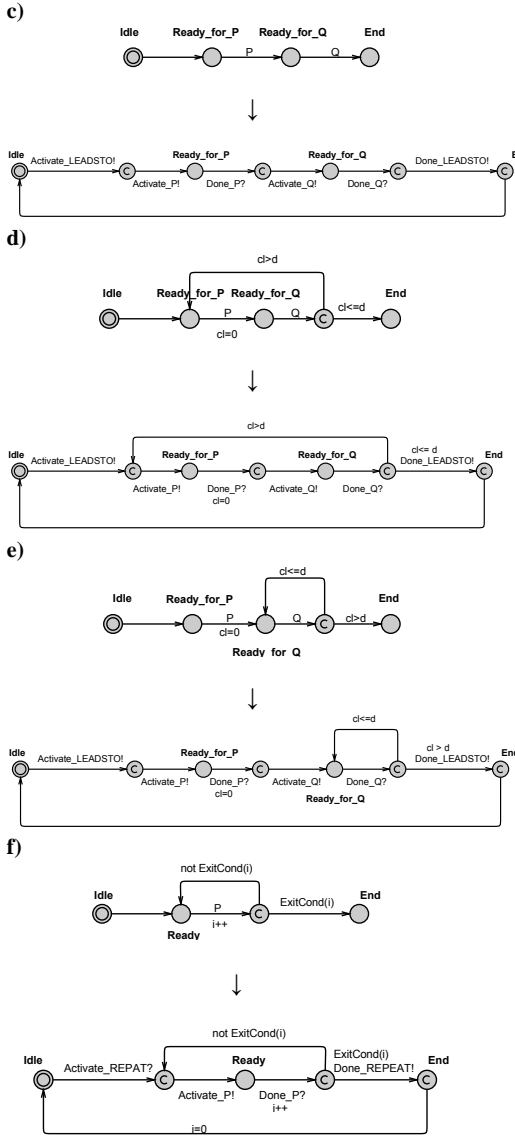 c)
Idle Ready_for_P Ready_for_Q End
P Q
↓
Idle Ready_for_P Ready_for_Q E
Activate_LEADSTO! Done_LEADSTO!
C C C C
Activate_P! Done_P? Activate_Q! Done_Q?
d)
cl>d
Idle Ready_for_P Ready_for_Q End
P Q C cl<=d
cl=0
↓
cl>d
Idle Ready_for_P Ready_for_Q cl<= d End
Activate_LEADSTO! Done_LEADSTO!
C C C C
Activate_P! Done_P? Activate_Q! Done_Q?
cl=0
e)
cl<=d
Idle Ready_for_P End
P Q C cl>d
cl=0
Ready_for_Q
↓
cl<=d
Idle Ready_for_P cl > d End
Activate_LEADSTO! Done_LEADSTO!
C C C C
Activate_P! Done_P? Activate_Q! Done_Q?
cl=0 Ready_for_Q
f)
not ExitCond(i)
Idle End
P C ExitCond(i)
i++
Ready
↓
not ExitCond(i)
Idle Ready ExitCond(i) End
Activate_REPAT? Done_REPEAT!
C C C
Activate_P! Done_P?
i++
i=0